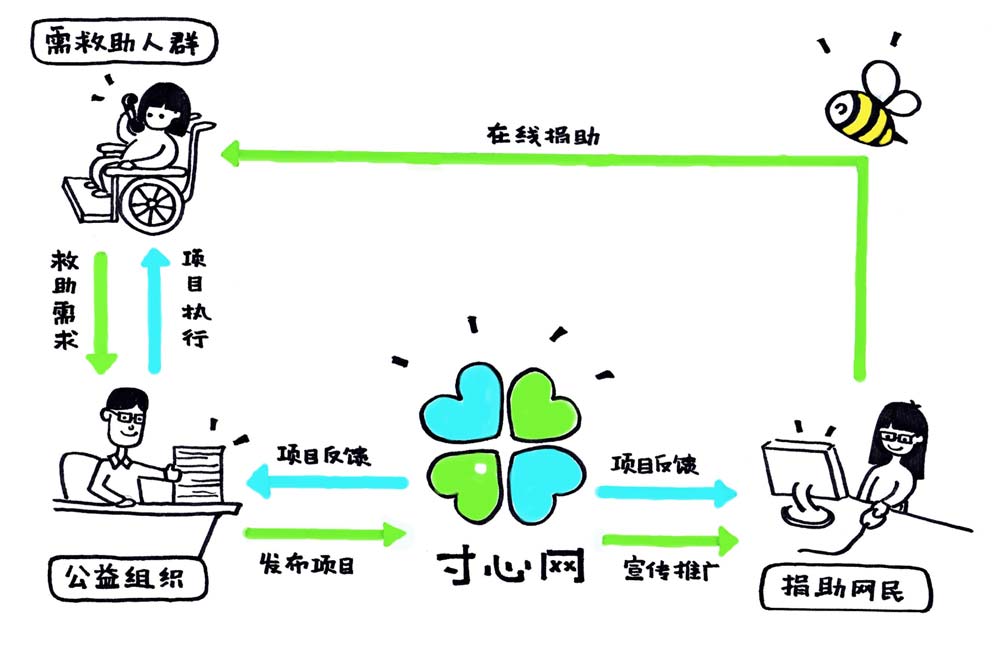 需救助人群
在线捐助
救助需求
项目执行
项目反馈
项目反馈
发布项目
宣传推广
寸心网
公益组织
捐助网民